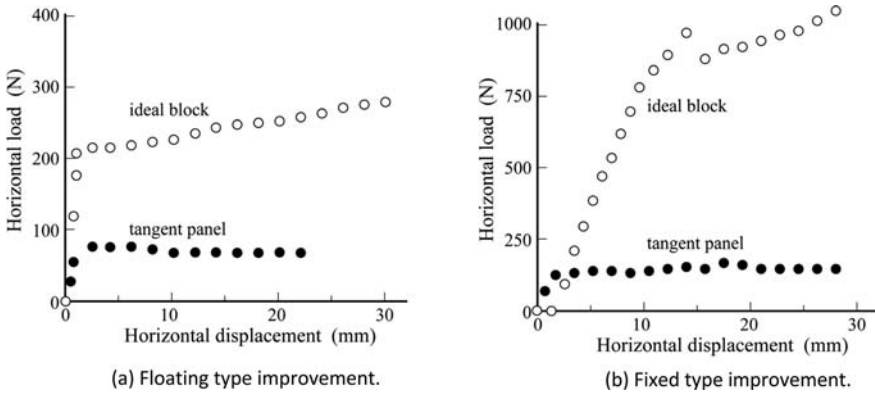 400
300
200
100
0
Horizontal load (N)
ideal block
tangent panel
0
10
20
30
Horizontal displacement (mm)
(a) Floating type improvement.
1000
750
500
250
0
Horizontal load (N)
ideal block
tangent panel
0
10
20
30
Horizontal displacement (mm)
(b) Fixed type improvement.